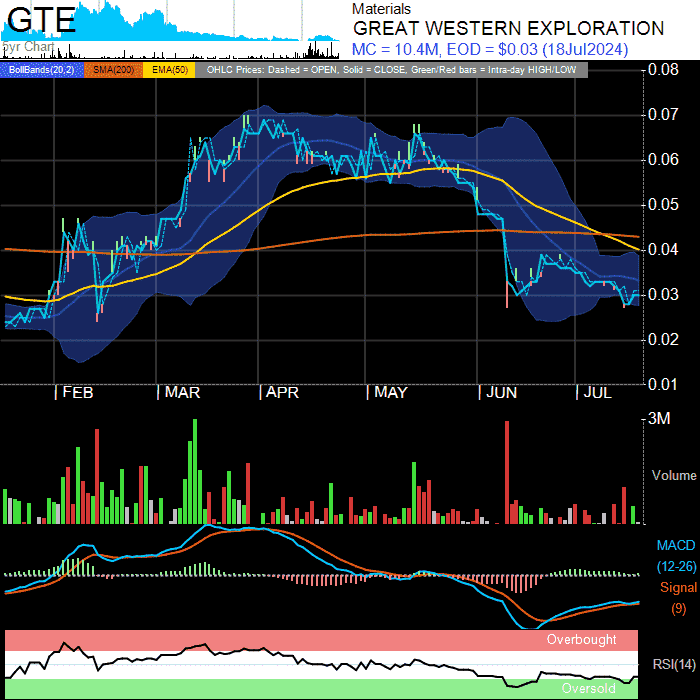 GTE
5yr Chart
Materials
GREAT WESTERN EXPLORATION
MC = 10.4M, EOD = $0.03 (18Jul2024)
BollBands(20,2) SMA(200) EMA(50) OHLC Prices: Dashed = OPEN, Solid = CLOSE, Green/Red bars = Intra-day HIGH/LOW
0.08
0.07
0.06
0.05
0.04
0.03
0.02
0.01
FEB MAR APR MAY JUN JUL
3M
Volume
MACD
(12-26)
Signal
(9)
Overbought
RSI(14)
Oversold